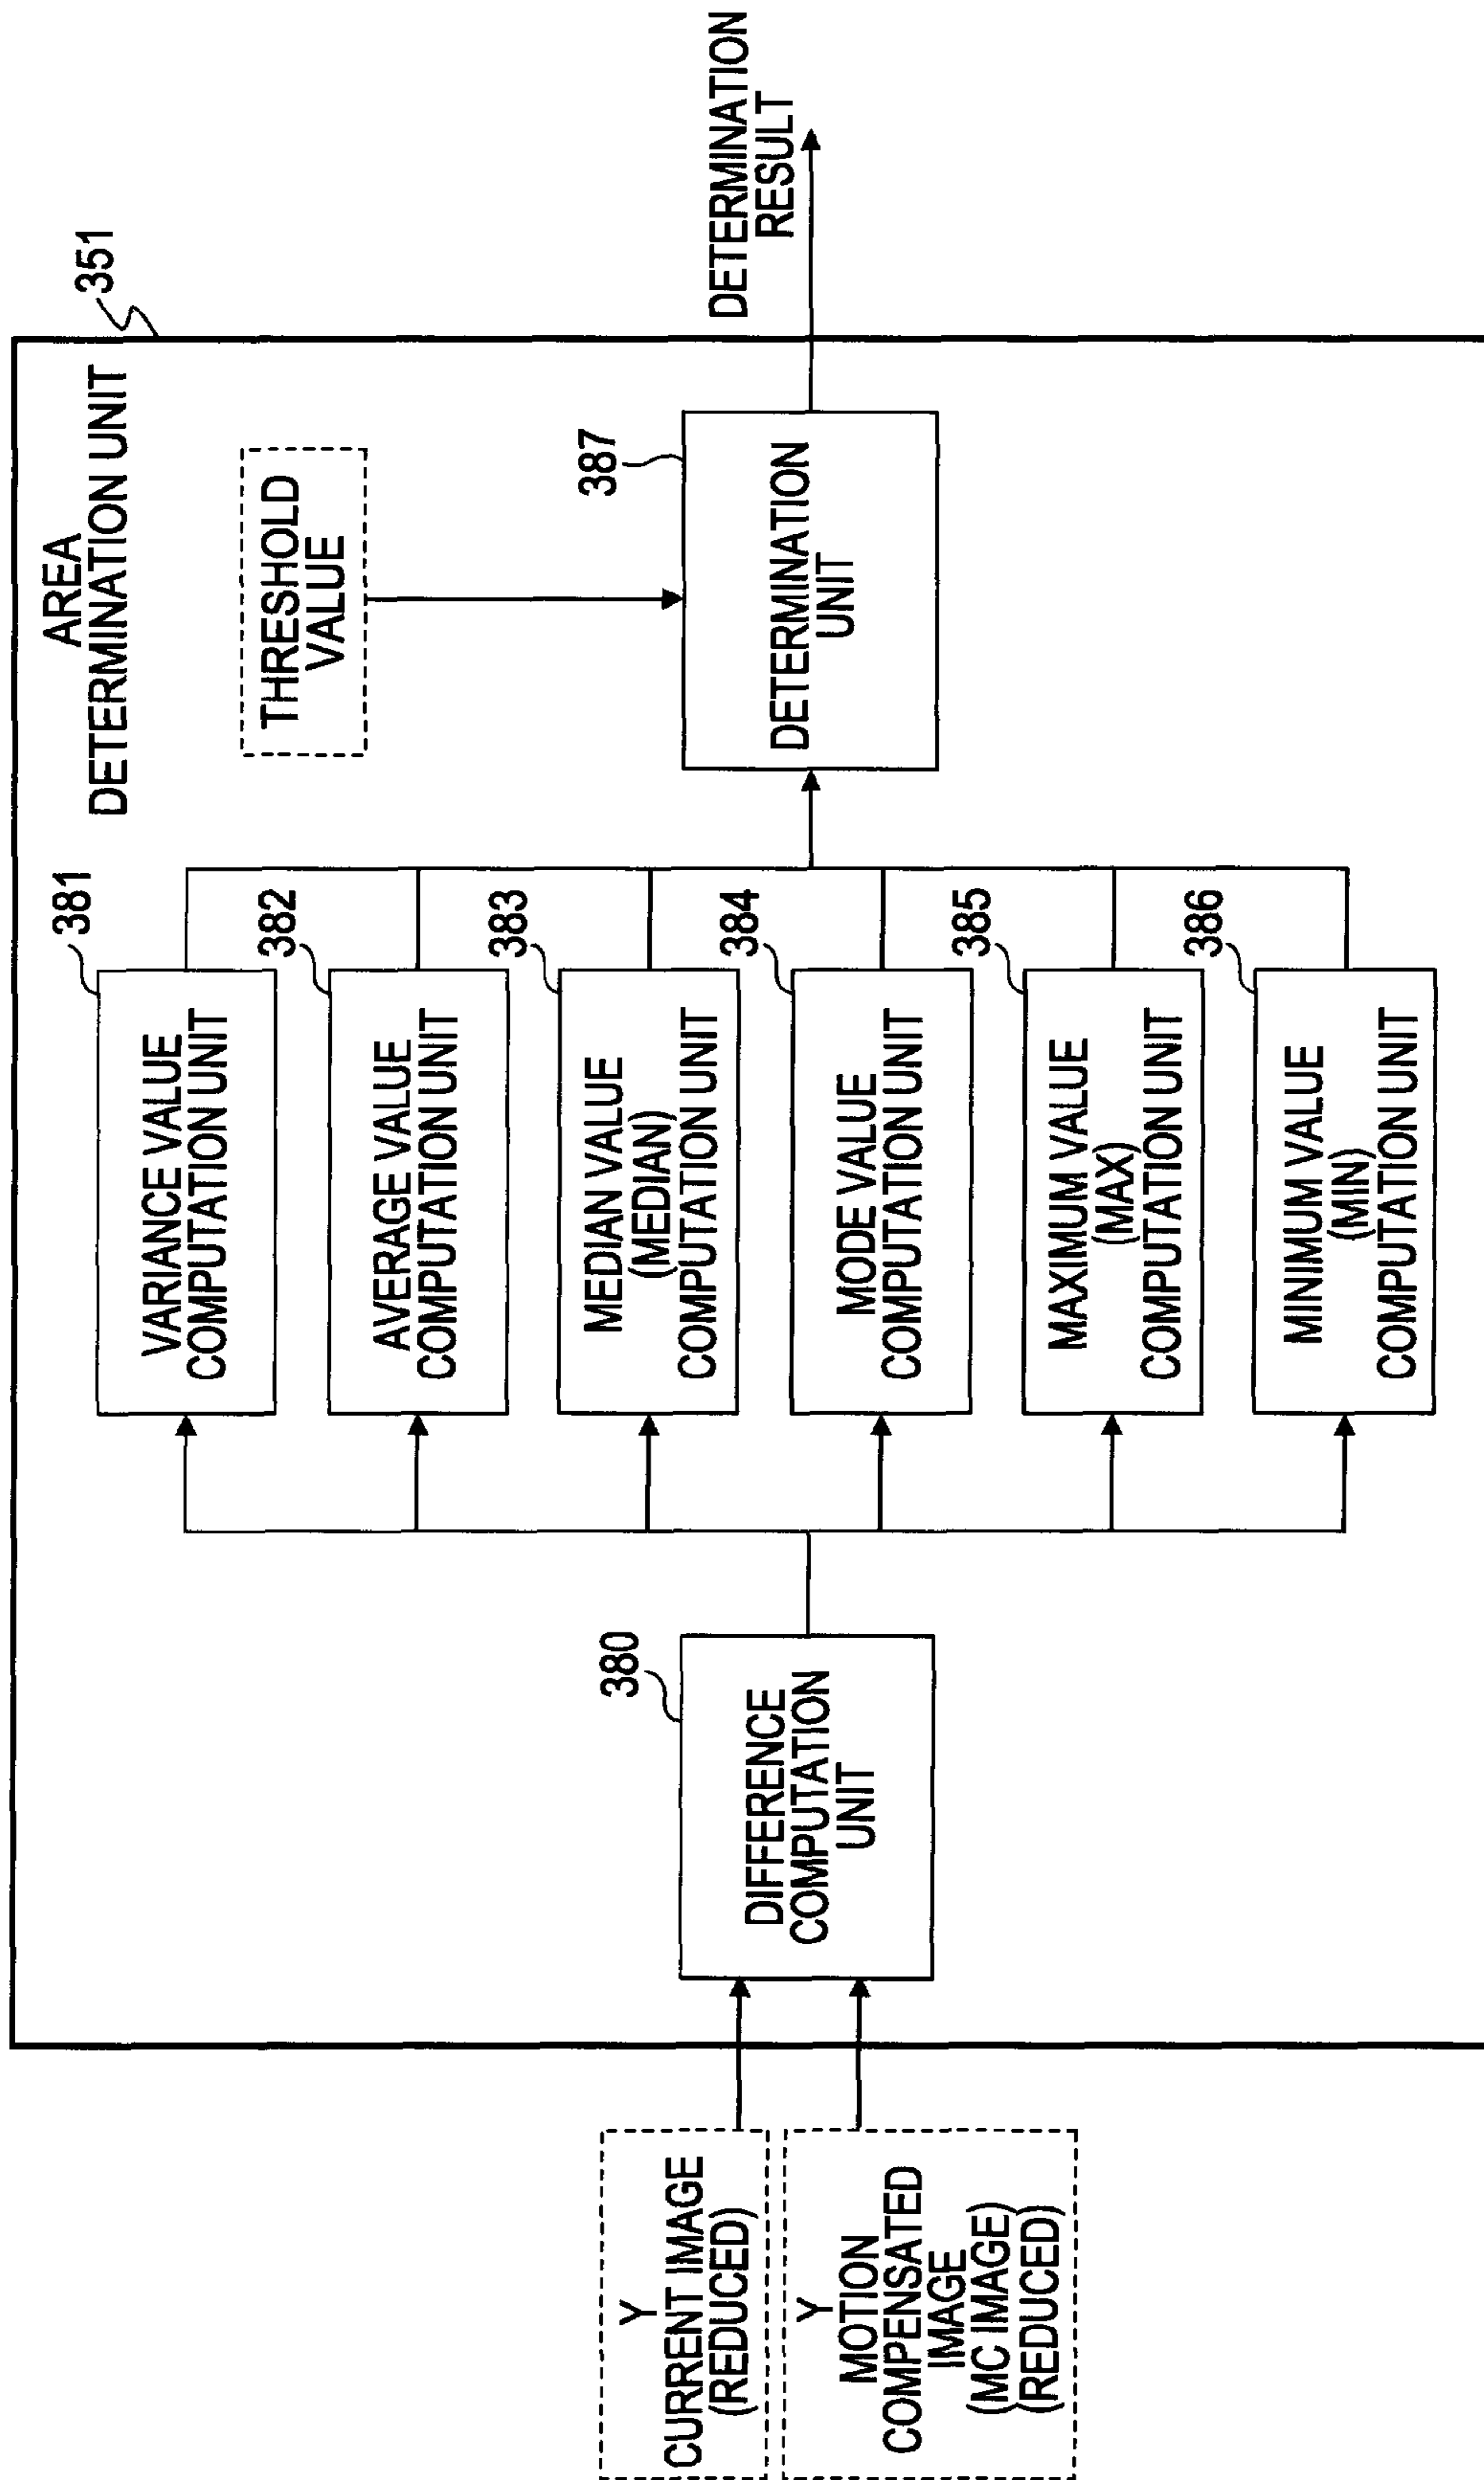 AREA
DETERMINATION UNIT
351
Y
CURRENT IMAGE
(REDUCED)
Y
MOTION
COMPENSATED
IMAGE
(MC IMAGE)
(REDUCED)
380
DIFFERENCE
COMPUTATION
UNIT
381
VARIANCE VALUE
COMPUTATION UNIT
382
AVERAGE VALUE
COMPUTATION UNIT
383
MEDIAN VALUE
(MEDIAN)
COMPUTATION UNIT
384
MODE VALUE
COMPUTATION UNIT
385
MAXIMUM VALUE
(MAX)
COMPUTATION UNIT
386
MINIMUM VALUE
(MIN)
COMPUTATION UNIT
THRESHOLD
VALUE
387
DETERMINATION
UNIT
DETERMINATION
RESULT